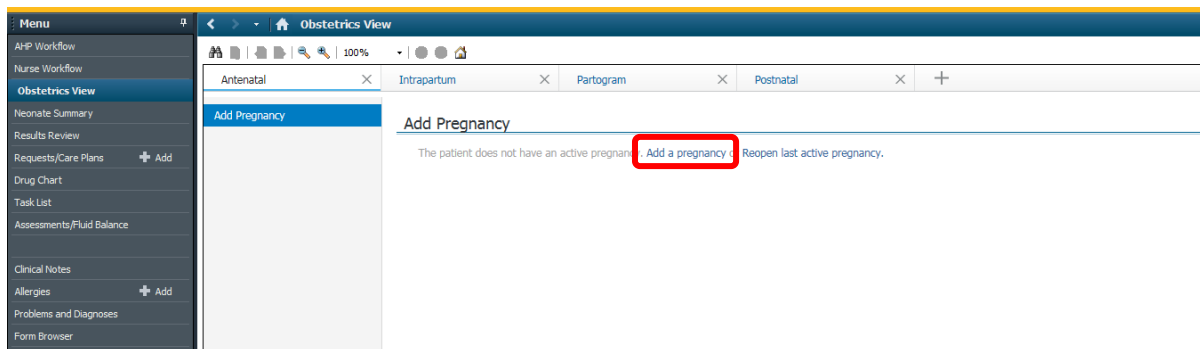 Menu
Obstetrics View
AHP Workflow
Nurse Workflow
Obstetrics View
Neonate Summary
Results Review
Requests/Care Plans
Add
Drug Chart
Task List
Assessments/Fluid Balance
Clinical Notes
Allergies
Add
Problems and Diagnoses
Form Browser
100%
Antenatal
Intrapartum
Partogram
Postnatal
Add Pregnancy
Add Pregnancy
The patient does not have an active pregnancy. Add a pregnancy or Reopen last active pregnancy.